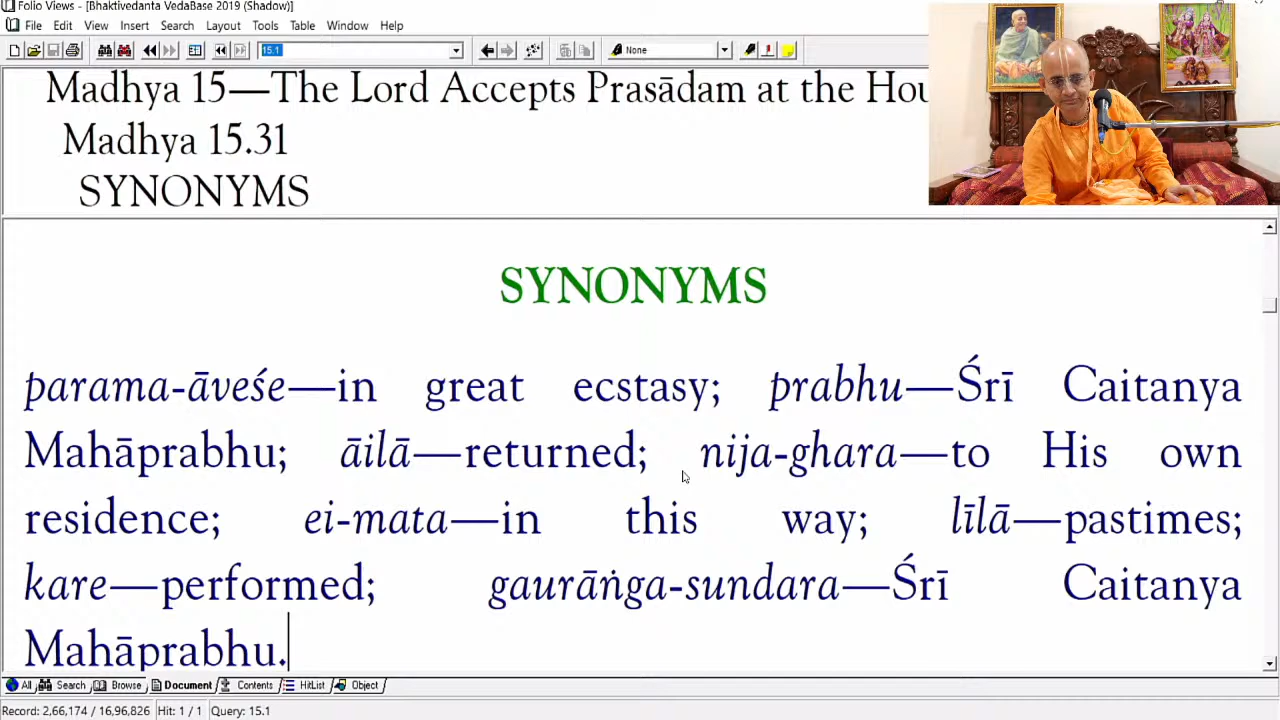 Folio Views - [Bhaktivedanta VedaBase 2019 (Shadow)]
File Edit View Insert Search Layout Tools Table Window Help
15.1 None
Madhya 15—The Lord Accepts Prasādam at the Hou
Madhya 15.31
SYNONYMS
SYNONYMS
parama-āveśe—in great ecstasy; prabhu—Śrī Caitanya
Mahāprabhu; āilā—returned; nija-ghara—to His own
residence; ei-mata—in this way; līlā—pastimes;
kare—performed; gaurāṅga-sundara—Śrī Caitanya
Mahāprabhu.
All Search Browse Document Contents HitList Object
Record: 2,66,174 / 16,96,826 Hit: 1 / 1 Query: 15.1